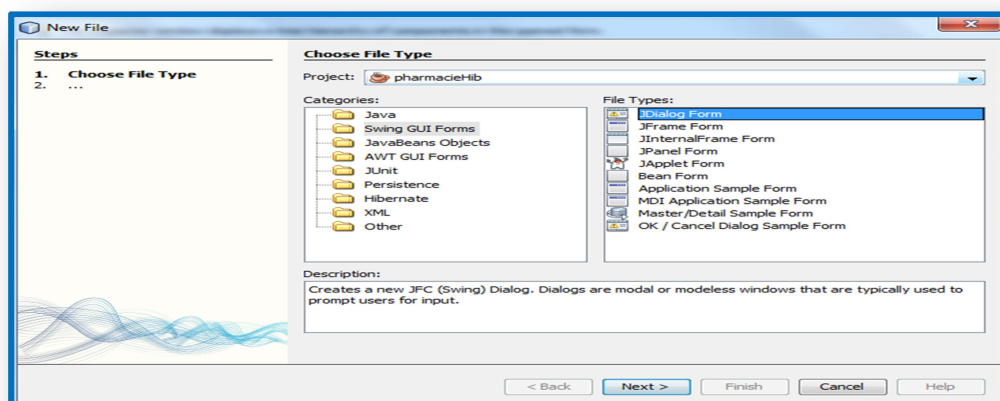 New File
Steps
1. Choose File Type
2. ...
Choose File Type
Project: pharmacieHib
Categories:
Java
Swing GUI Forms
JavaBeans Objects
AWT GUI Forms
JUnit
Persistence
Hibernate
XML
Other
File Types:
JDialog Form
JFrame Form
JInternalFrame Form
JPanel Form
JApplet Form
Bean Form
Application Sample Form
MDI Application Sample Form
Master/Detail Sample Form
OK / Cancel Dialog Sample Form
Description:
Creates a new JFC (Swing) Dialog. Dialogs are modal or modeless windows that are typically used to
prompt users for input.
< Back Next > Finish Cancel Help